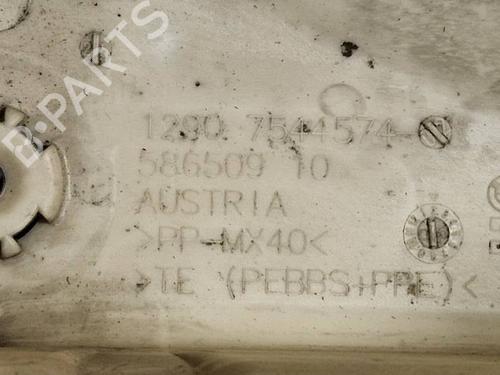 B-PARTS
1290 7544574
586509 10
AUSTRIA
>PP-MX40<
>TE (PEBBS+PPE)<